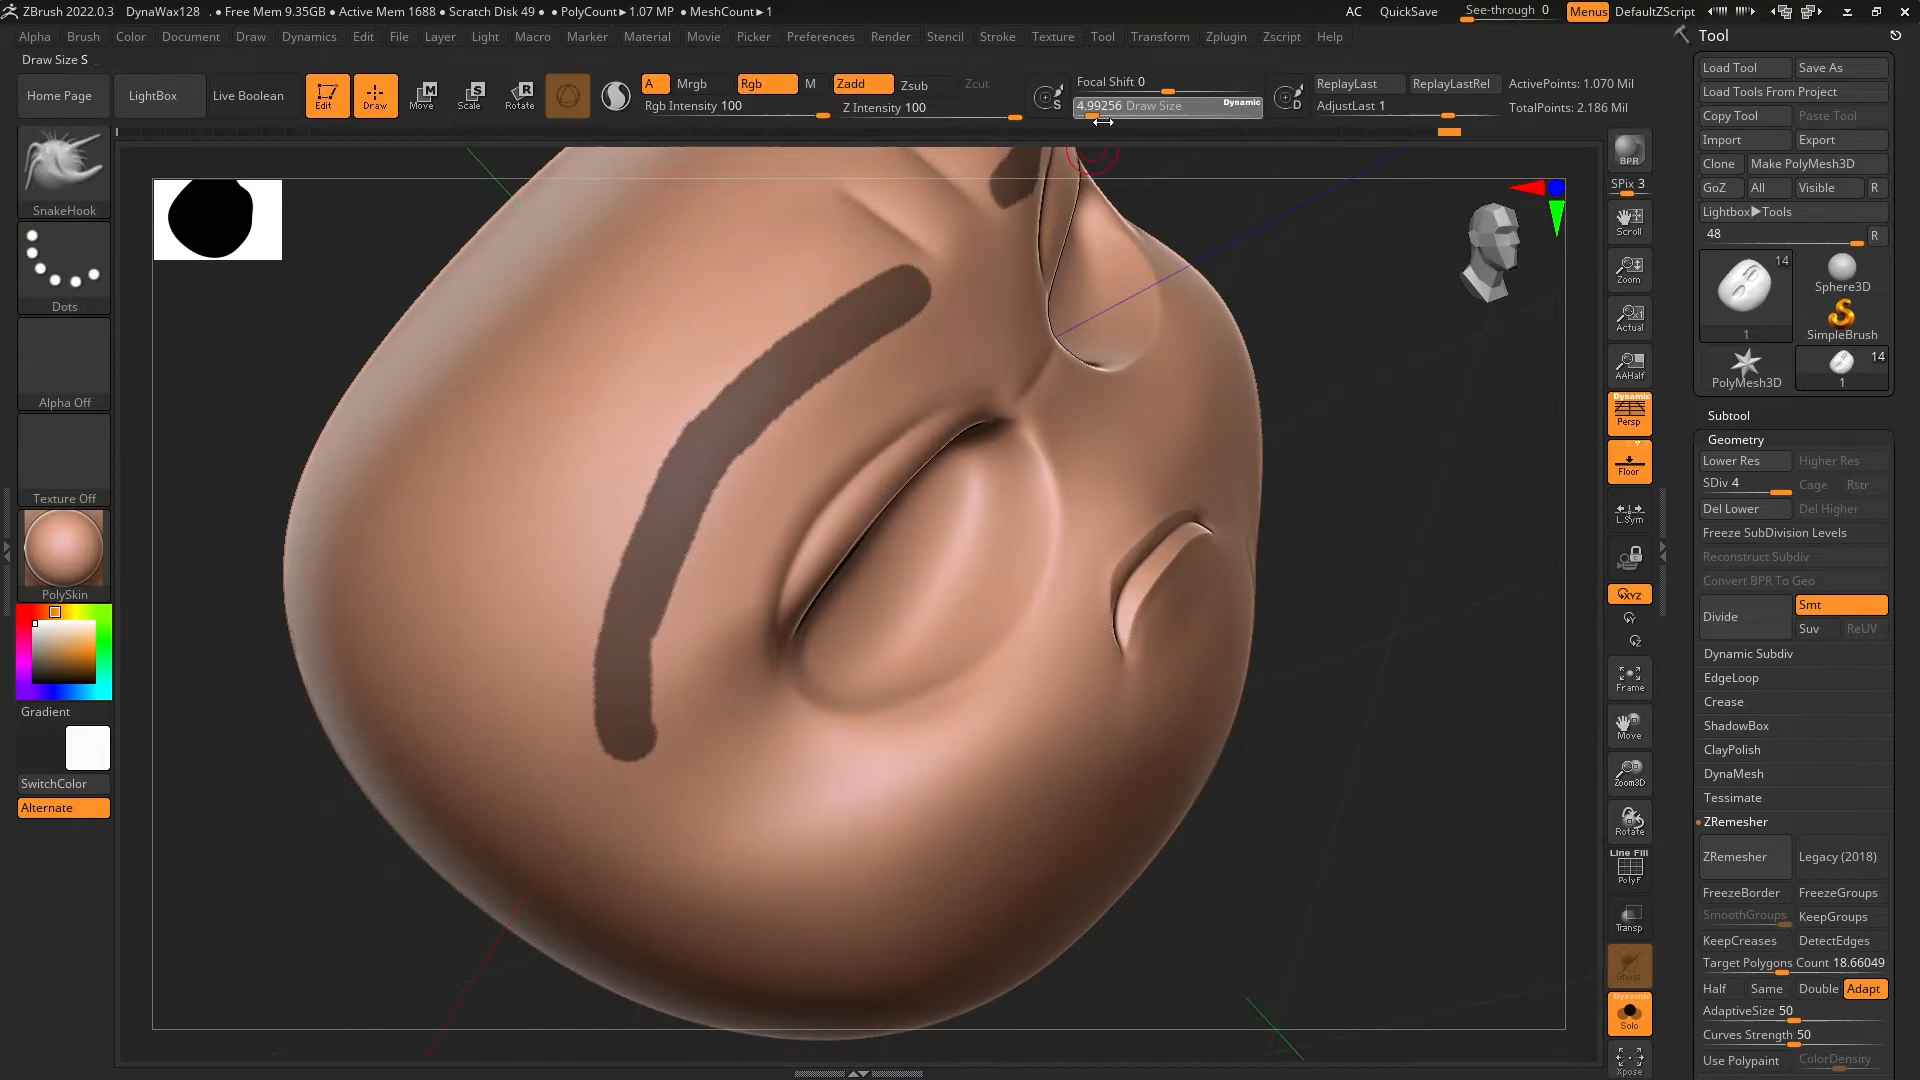 ZBrush 2022.0.3 DynaWax128 . ● Free Mem 9.35GB ● Active Mem 1688 ● Scratch Disk 49 ● ● PolyCount▶1.07 MP ● MeshCount▶1
AC QuickSave See-through 0 Menus DefaultZScript
Alpha Brush Color Document Draw Dynamics Edit File Layer Light Macro Marker Material Movie Picker Preferences Render Stencil Stroke Texture Tool Transform Zplugin Zscript Help
Draw Size S
Home Page LightBox Live Boolean
Edit Draw Move Scale Rotate
S
R
A Mrgb Rgb M Zadd Zsub Zcut
Rgb Intensity 100 Z Intensity 100
S
Focal Shift 0
4.99256 Draw Size Dynamic
D
ReplayLast ReplayLastRel ActivePoints: 1.070 Mil
AdjustLast 1 TotalPoints: 2.186 Mil
SnakeHook
Dots
Alpha Off
Texture Off
PolySkin
Gradient
SwitchColor
Alternate
BPR
SPix 3
Scroll
Zoom
Actual
AAHalf
Dynamic
Persp
Floor
L.Sym
XYZ
Y
Z
Frame
Move
Zoom3D
Rotate
Line Fill
PolyF
Transp
Ghost
Dynamic
Solo
Xpose
Tool
Load Tool Save As
Load Tools From Project
Copy Tool Paste Tool
Import Export
Clone Make PolyMesh3D
GoZ All Visible R
Lightbox▶Tools
48 R
14
1
Sphere3D
SimpleBrush
PolyMesh3D
14
1
Subtool
Geometry
Lower Res Higher Res
SDiv 4 Cage Rstr
Del Lower Del Higher
Freeze SubDivision Levels
Reconstruct Subdiv
Convert BPR To Geo
Divide Smt
Suv ReUV
Dynamic Subdiv
EdgeLoop
Crease
ShadowBox
ClayPolish
DynaMesh
Tessimate
ZRemesher
ZRemesher Legacy (2018)
FreezeBorder FreezeGroups
SmoothGroups KeepGroups
KeepCreases DetectEdges
Target Polygons Count 18.66049
Half Same Double Adapt
AdaptiveSize 50
Curves Strength 50
Use Polypaint ColorDensity